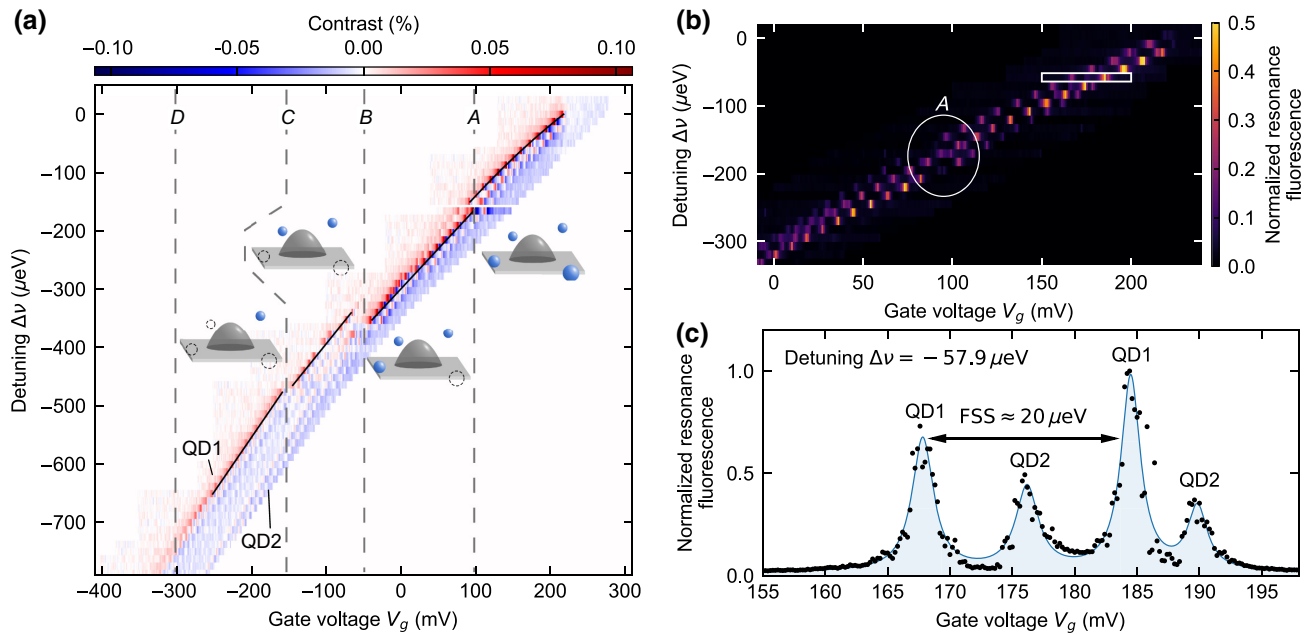 (a)
Contrast (%)
−0.10 −0.05 0.00 0.05 0.10
D C B A
0
−100
−200
−300
−400
−500
−600
−700
Detuning Δν (μeV)
QD1
QD2
−400 −300 −200 −100 0 100 200 300
Gate voltage Vg (mV)
(b)
0
−100
−200
−300
Detuning Δν (μeV)
A
0 50 100 150 200
Gate voltage Vg (mV)
0.5
0.4
0.3
0.2
0.1
0.0
Normalized resonance
fluorescence
(c)
Detuning Δν = − 57.9 μeV
QD1
QD1
FSS ≈ 20 μeV
QD2
QD2
1.0
0.5
0.0
Normalized resonance
fluorescence
155 160 165 170 175 180 185 190 195
Gate voltage Vg (mV)